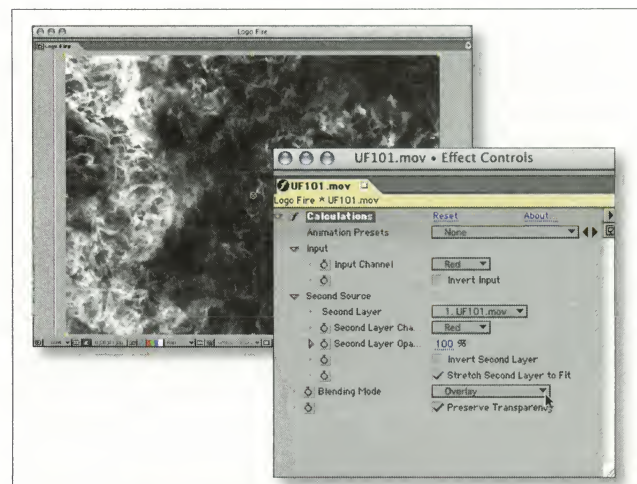 Logo Fire
Logo Fire
UF101.mov • Effect Controls
UF101.mov
Logo Fire * UF101.mov
Calculations Reset About...
Animation Presets None
Input
Input Channel Red
Invert Input
Second Source
Second Layer 1. UF101.mov
Second Layer Cha... Red
Second Layer Opa... 100 %
Invert Second Layer
Stretch Second Layer to Fit
Blending Mode Overlay
Preserve Transparency